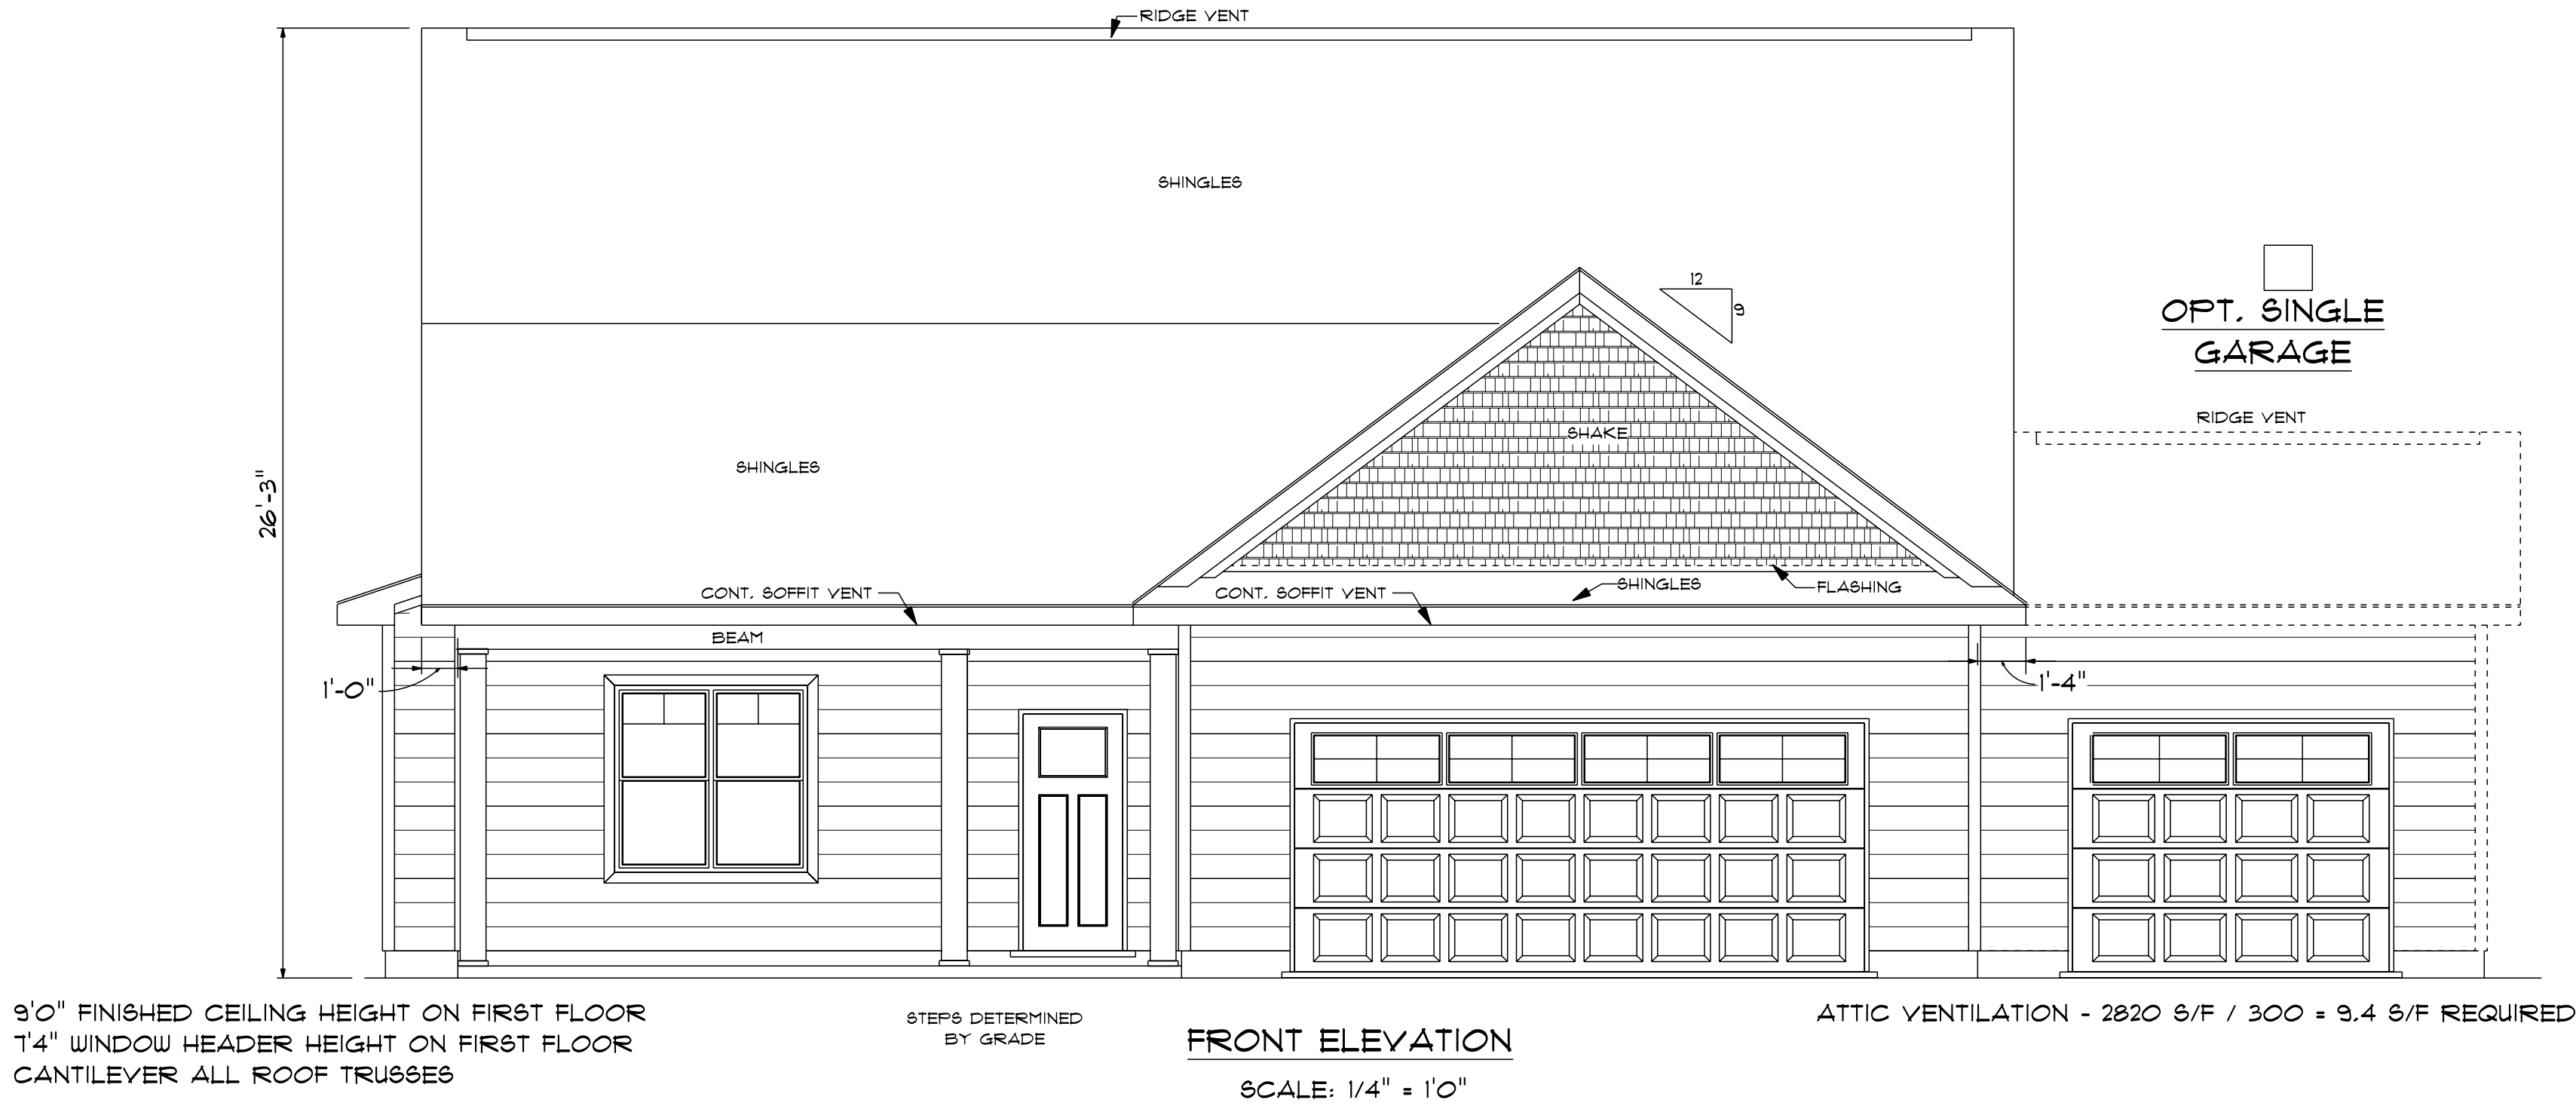 RIDGE VENT
SHINGLES
12
9
OPT. SINGLE
GARAGE
RIDGE VENT
SHAKE
SHINGLES
26'-3"
CONT. SOFFIT VENT
CONT. SOFFIT VENT
SHINGLES
FLASHING
BEAM
1'-0"
1'-4"
9'0" FINISHED CEILING HEIGHT ON FIRST FLOOR
7'4" WINDOW HEADER HEIGHT ON FIRST FLOOR
CANTILEVER ALL ROOF TRUSSES
STEPS DETERMINED
BY GRADE
FRONT ELEVATION
SCALE: 1/4" = 1'0"
ATTIC VENTILATION - 2820 S/F / 300 = 9.4 S/F REQUIRED